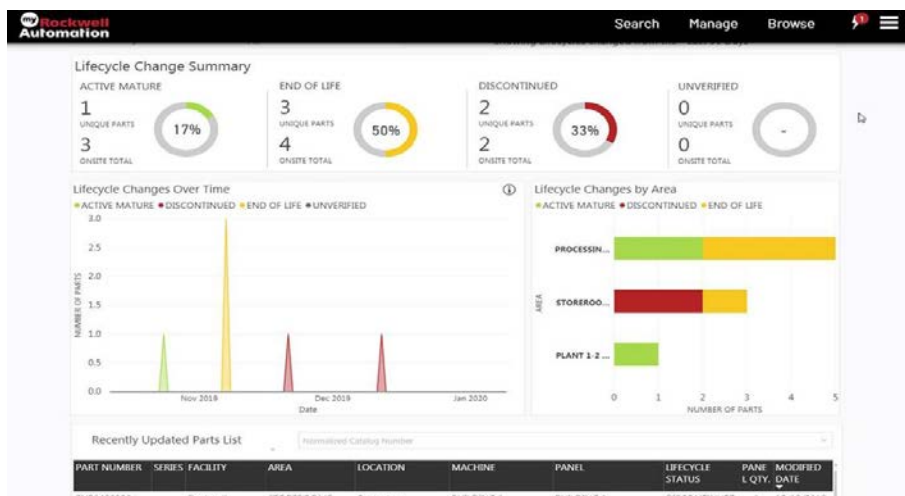 my Rockwell
Automation
Search Manage Browse
1
Lifecycle Change Summary
ACTIVE MATURE
1
UNIQUE PARTS
3
ONSITE TOTAL
17%
END OF LIFE
3
UNIQUE PARTS
4
ONSITE TOTAL
50%
DISCONTINUED
2
UNIQUE PARTS
2
ONSITE TOTAL
33%
UNVERIFIED
0
UNIQUE PARTS
0
ONSITE TOTAL
-
Lifecycle Changes Over Time
ACTIVE MATURE DISCONTINUED END OF LIFE UNVERIFIED
NUMBER OF PARTS
3.0
2.5
2.0
1.5
1.0
0.5
0.0
Nov 2019 Dec 2019 Jan 2020
Date
Lifecycle Changes by Area
ACTIVE MATURE DISCONTINUED END OF LIFE
AREA
PROCESSIN...
STOREROO...
PLANT 1-2 ...
0 1 2 3 4 5
NUMBER OF PARTS
Recently Updated Parts List
Normalized Catalog Number
PART NUMBER SERIES FACILITY AREA LOCATION MACHINE PANEL LIFECYCLE STATUS PANE L QTY. MODIFIED DATE